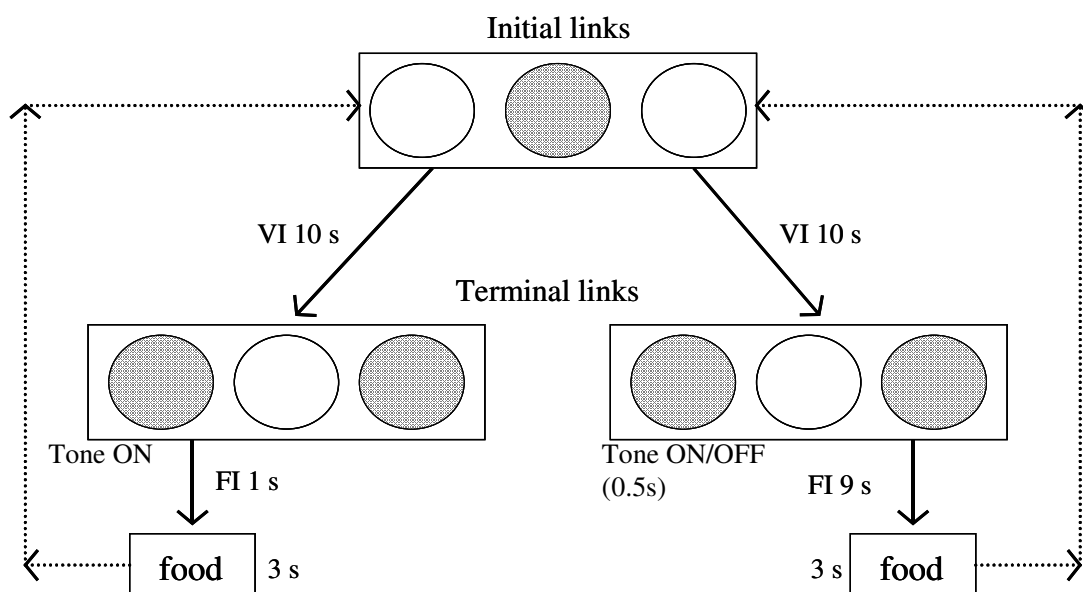 Initial links
VI 10 s
VI 10 s
Terminal links
Tone ON
FI 1 s
Tone ON/OFF
(0.5s)
FI 9 s
food
3 s
3 s
food